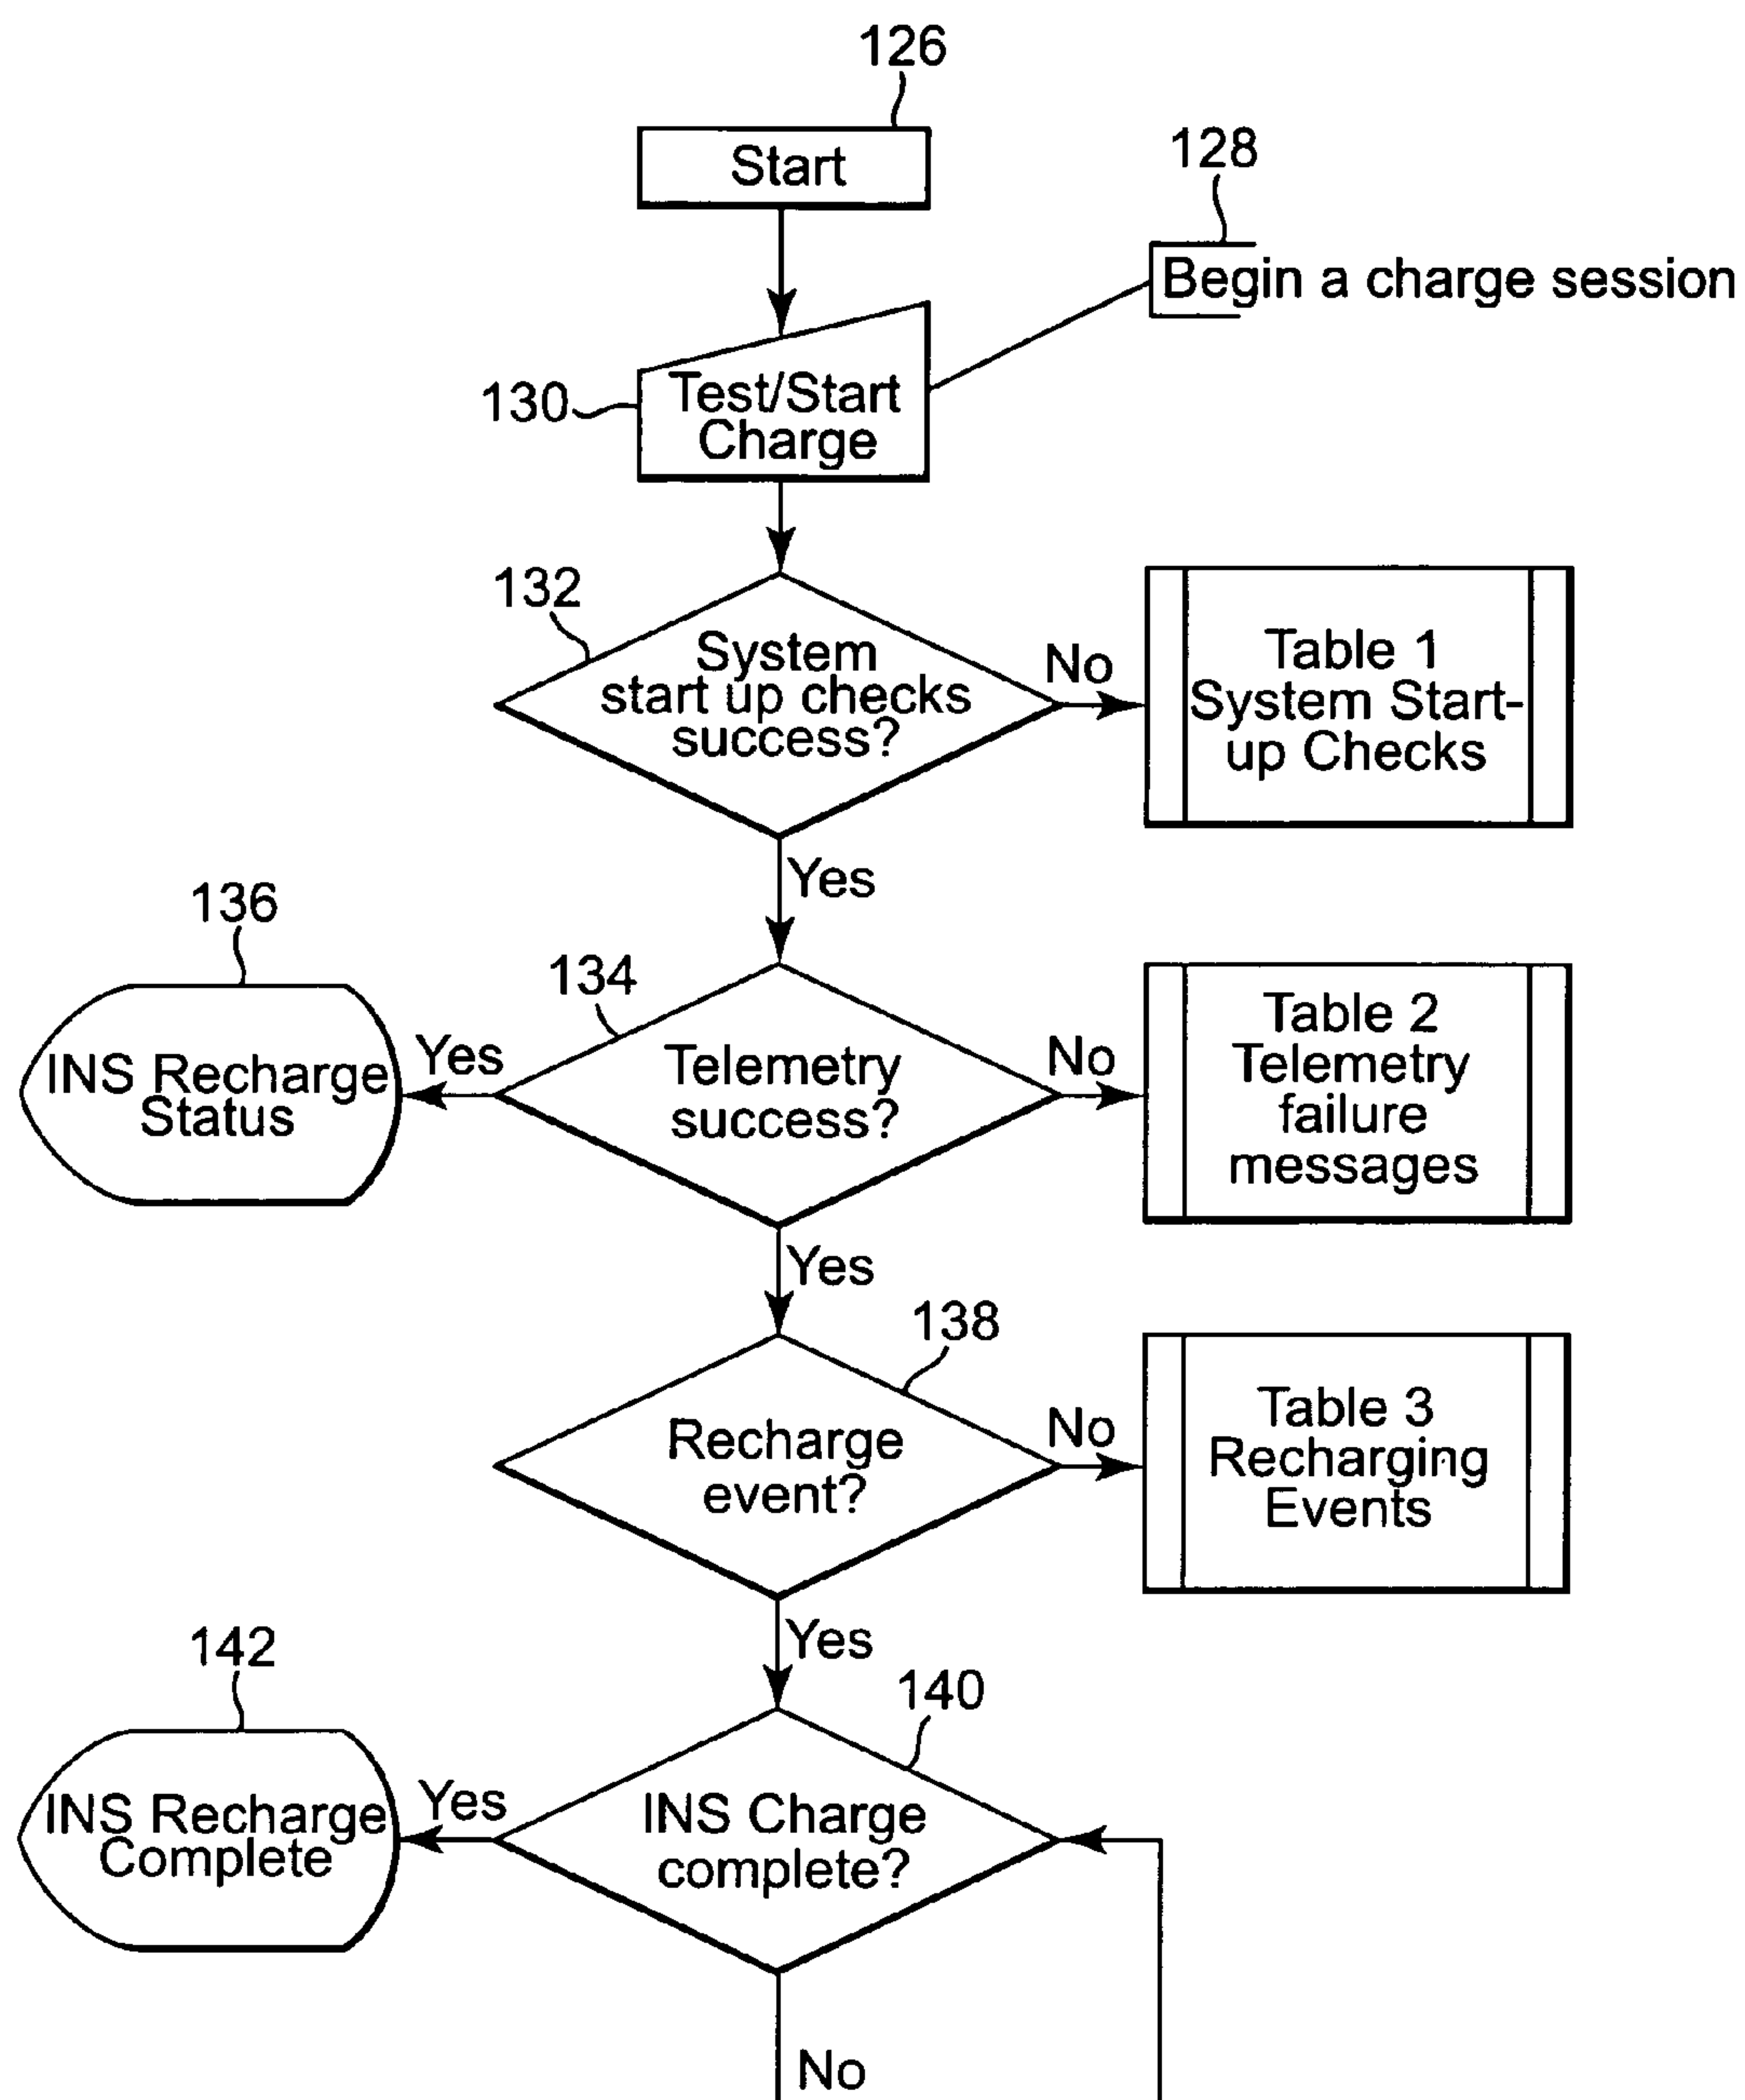 126
Start
128
Begin a charge session
130
Test/Start
Charge
132
System
start up checks
success?
No
Table 1
System Start-
up Checks
Yes
136
134
INS Recharge
Status
Yes
Telemetry
success?
No
Table 2
Telemetry
failure
messages
Yes
138
Recharge
event?
No
Table 3
Recharging
Events
Yes
142
140
INS Recharge
Complete
Yes
INS Charge
complete?
No